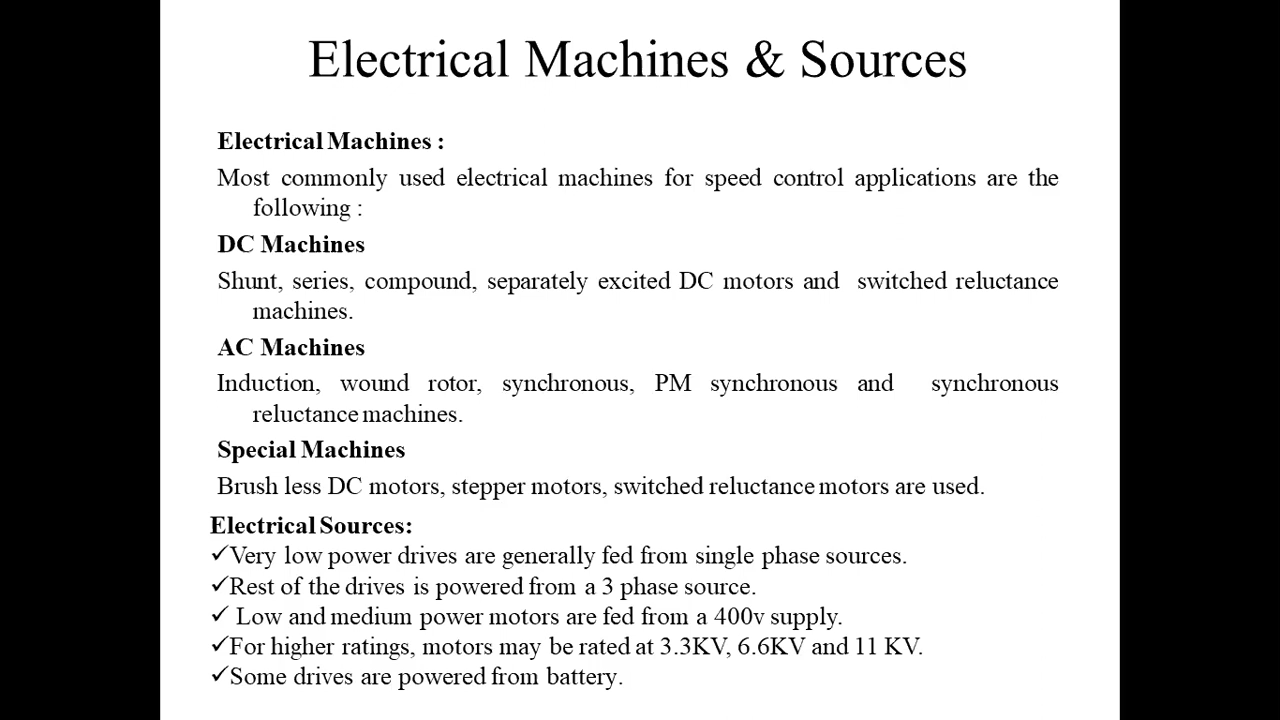 Electrical Machines & Sources
Electrical Machines :
Most commonly used electrical machines for speed control applications are the
following :
DC Machines
Shunt, series, compound, separately excited DC motors and switched reluctance
machines.
AC Machines
Induction, wound rotor, synchronous, PM synchronous and synchronous
reluctance machines.
Special Machines
Brush less DC motors, stepper motors, switched reluctance motors are used.
Electrical Sources:
✓Very low power drives are generally fed from single phase sources.
✓Rest of the drives is powered from a 3 phase source.
✓ Low and medium power motors are fed from a 400v supply.
✓For higher ratings, motors may be rated at 3.3KV, 6.6KV and 11 KV.
✓Some drives are powered from battery.